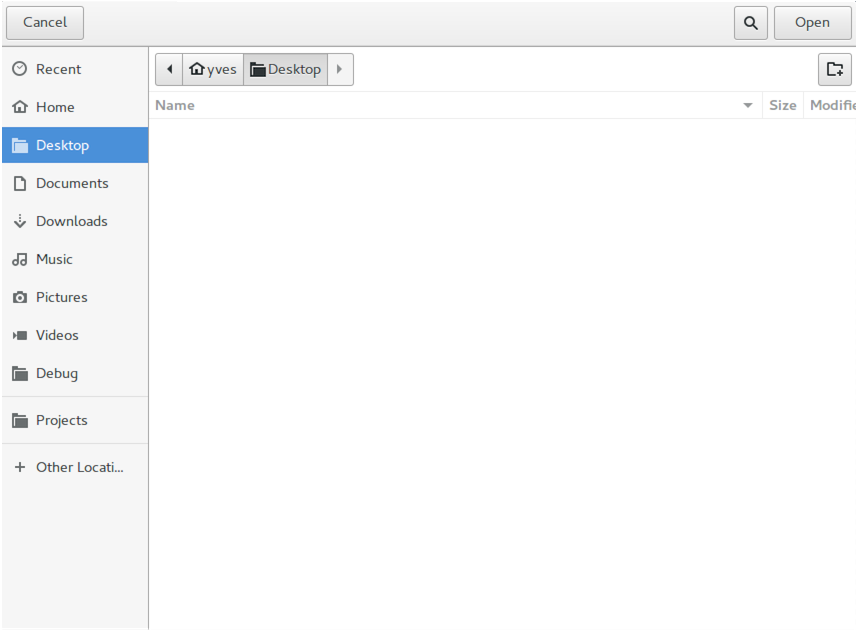 Cancel
Open
Recent
Home
Desktop
Documents
Downloads
Music
Pictures
Videos
Debug
Projects
Other Locati...
yves Desktop
Name Size Modifie